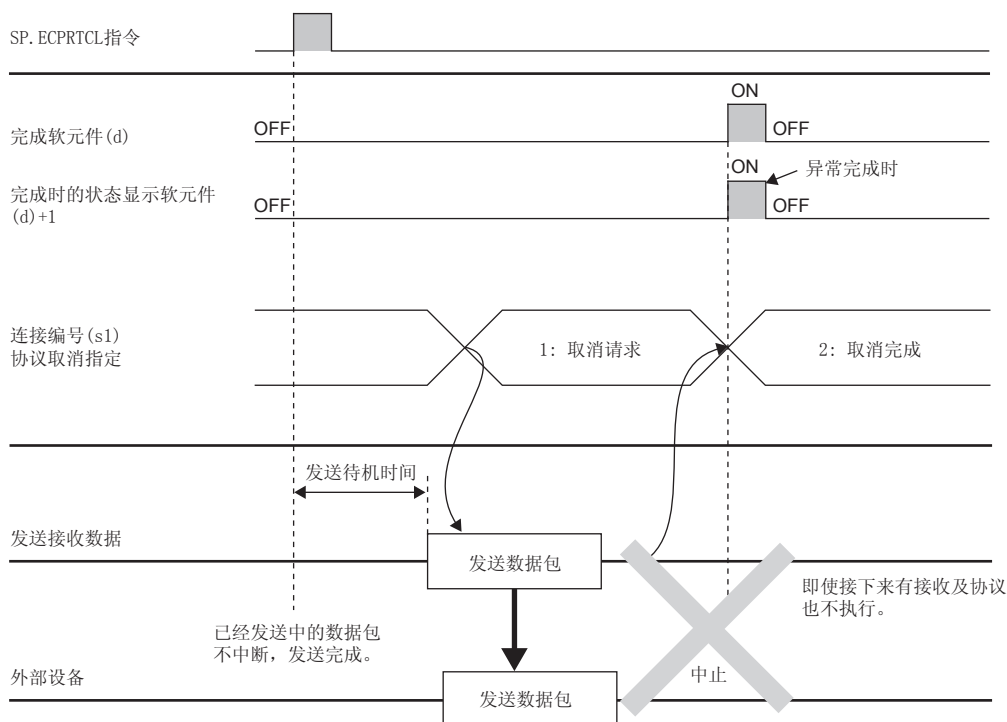 SP.ECPRTCL指令
ON
完成软元件(d)
OFF
OFF
ON
异常完成时
完成时的状态显示软元件
(d)+1
OFF
OFF
连接编号(s1)
协议取消指定
1: 取消请求
2: 取消完成
发送待机时间
发送接收数据
发送数据包
即使接下来有接收及协议
也不执行。
已经发送中的数据包
不中断，发送完成。
中止
外部设备
发送数据包